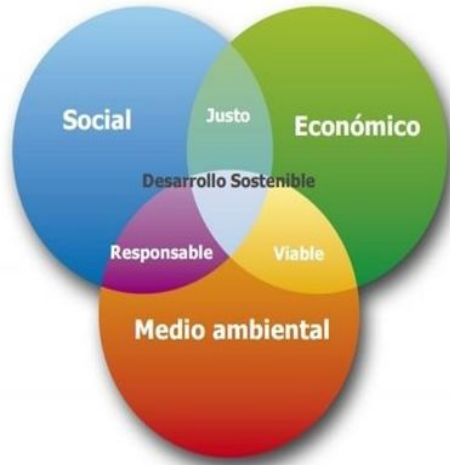 Social
Justo
Económico
Desarrollo Sostenible
Responsable
Viable
Medio ambiental